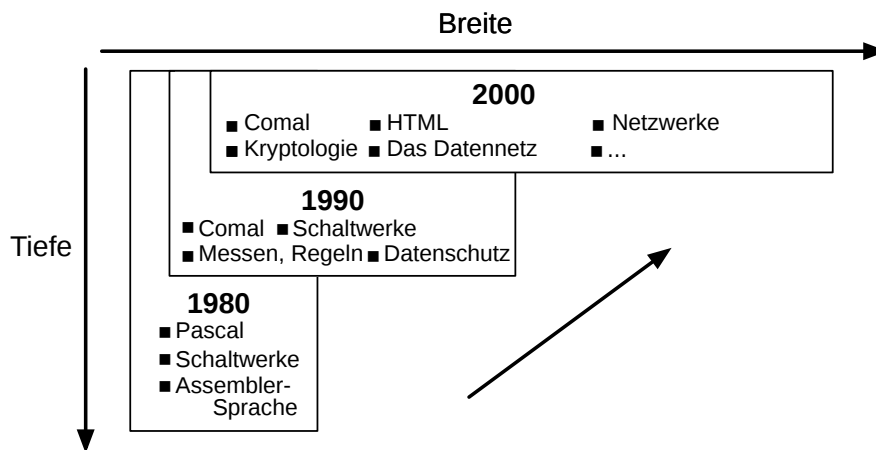 Breite
2000
Comal HTML Netzwerke
Kryptologie Das Datennetz ...
1990
Comal Schaltwerke
Messen, Regeln Datenschutz
Tiefe
1980
Pascal
Schaltwerke
Assembler-
Sprache